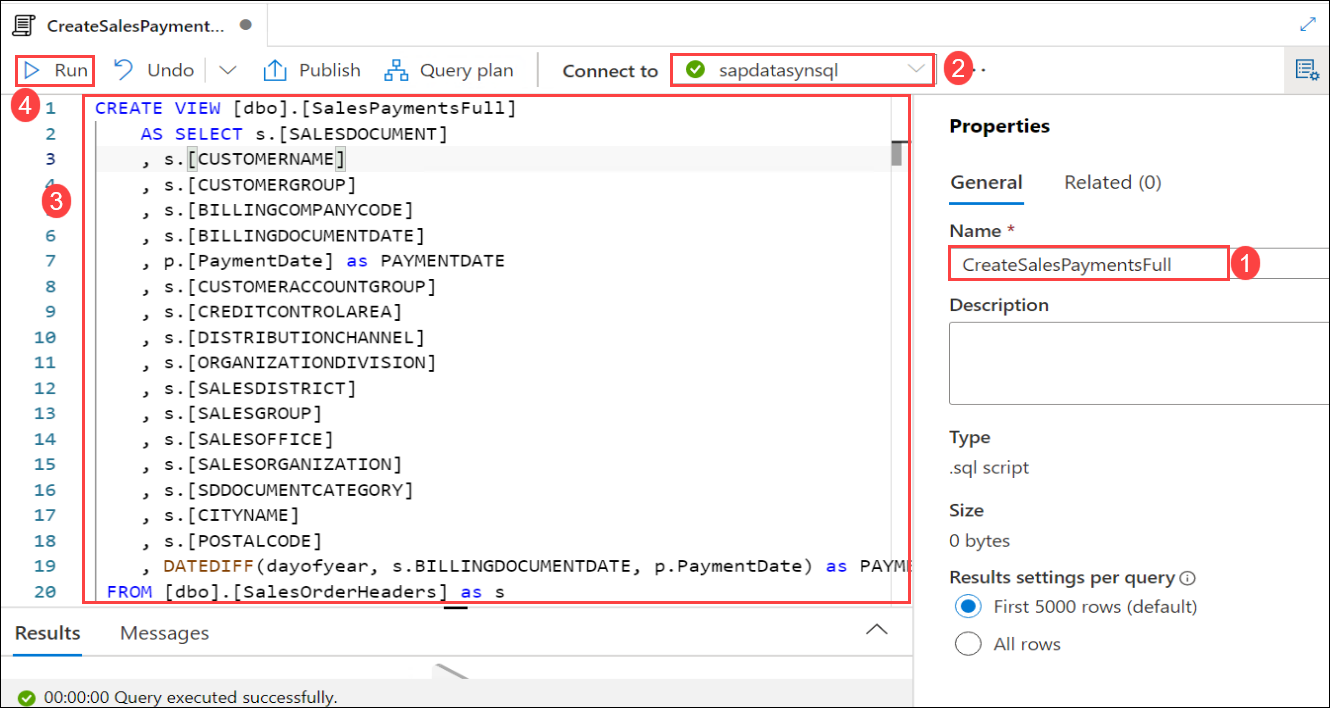 CreateSalesPayment...
Run Undo Publish Query plan Connect to sapdatasynsql 2
4
1 CREATE VIEW [dbo].[SalesPaymentsFull]
2 AS SELECT s.[SALESDOCUMENT]
3 , s.[CUSTOMERNAME]
4 , s.[CUSTOMERGROUP]
3
, s.[BILLINGCOMPANYCODE]
6 , s.[BILLINGDOCUMENTDATE]
7 , p.[PaymentDate] as PAYMENTDATE
8 , s.[CUSTOMERACCOUNTGROUP]
9 , s.[CREDITCONTROLAREA]
10 , s.[DISTRIBUTIONCHANNEL]
11 , s.[ORGANIZATIONDIVISION]
12 , s.[SALESDISTRICT]
13 , s.[SALESGROUP]
14 , s.[SALESOFFICE]
15 , s.[SALESORGANIZATION]
16 , s.[SDDOCUMENTCATEGORY]
17 , s.[CITYNAME]
18 , s.[POSTALCODE]
19 , DATEDIFF(dayofyear, s.BILLINGDOCUMENTDATE, p.PaymentDate) as PAYME
20 FROM [dbo].[SalesOrderHeaders] as s
Results Messages
00:00:00 Query executed successfully.
Properties
General Related (0)
Name *
CreateSalesPaymentsFull 1
Description
Type
.sql script
Size
0 bytes
Results settings per query
First 5000 rows (default)
All rows